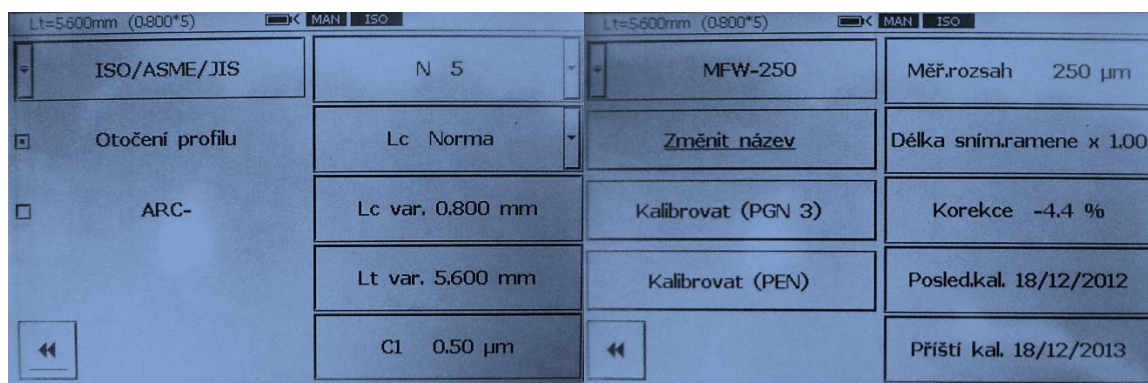 Lt=5.600mm (0.800*5) MAN ISO
ISO/ASME/JIS
Otočení profilu
ARC-
N 5
Lc Norma
Lc var. 0.800 mm
Lt var. 5.600 mm
C1 0.50 µm
Lt=5.600mm (0.800*5) MAN ISO
MFW-250
Změnit název
Kalibrovat (PGN 3)
Kalibrovat (PEN)
Měř.rozsah 250 µm
Délka sním.ramene x 1.00
Korekce -4.4 %
Posled.kal. 18/12/2012
Příští kal. 18/12/2013